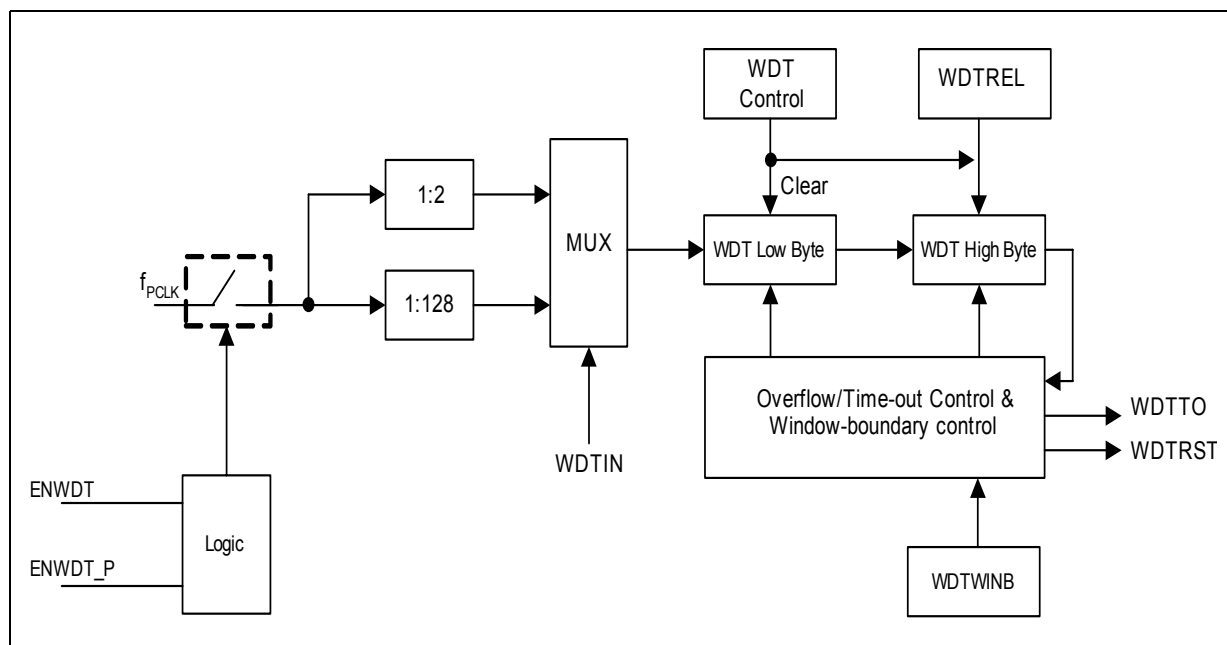 WDT
Control
WDTREL
1:2
Clear
MUX
WDT Low Byte
WDT High Byte
fPCLK
1:128
Overflow/Time-out Control &
Window-boundary control
WDTTO
WDTRST
WDTIN
ENWDT
Logic
ENWDT_P
WDTWINB